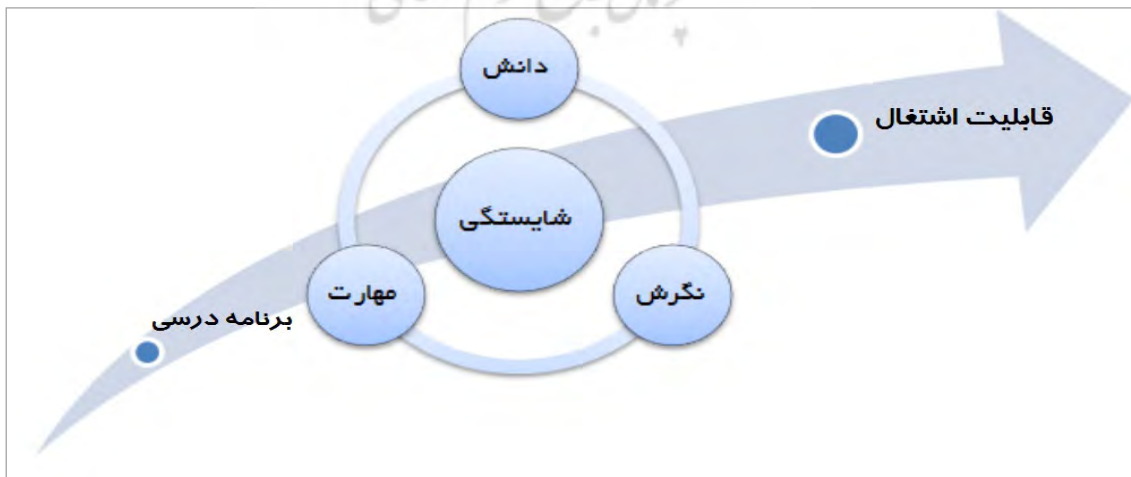 دانش
قابلیت اشتغال
شایستگی
مهارت
نگرش
برنامه درسی